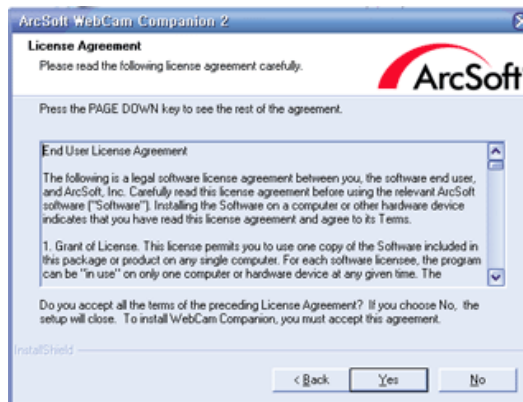 ArcSoft WebCam Companion 2
License Agreement
Please read the following license agreement carefully.
ArcSoft
Press the PAGE DOWN key to see the rest of the agreement.
End User License Agreement
The following is a legal software license agreement between you, the software end user,
and ArcSoft, Inc. Carefully read this license agreement before using the relevant ArcSoft
software ("Software"). Installing the Software on a computer or other hardware device
indicates that you have read this license agreement and agree to its Terms.
1. Grant of License. This license permits you to use one copy of the Software included in
this package or product on any single computer. For each software licensee, the program
can be "in use" on only one computer or hardware device at any given time. The
Do you accept all the terms of the preceding License Agreement? If you choose No, the
setup will close. To install WebCam Companion, you must accept this agreement.
InstallShield
< Back
Yes
No